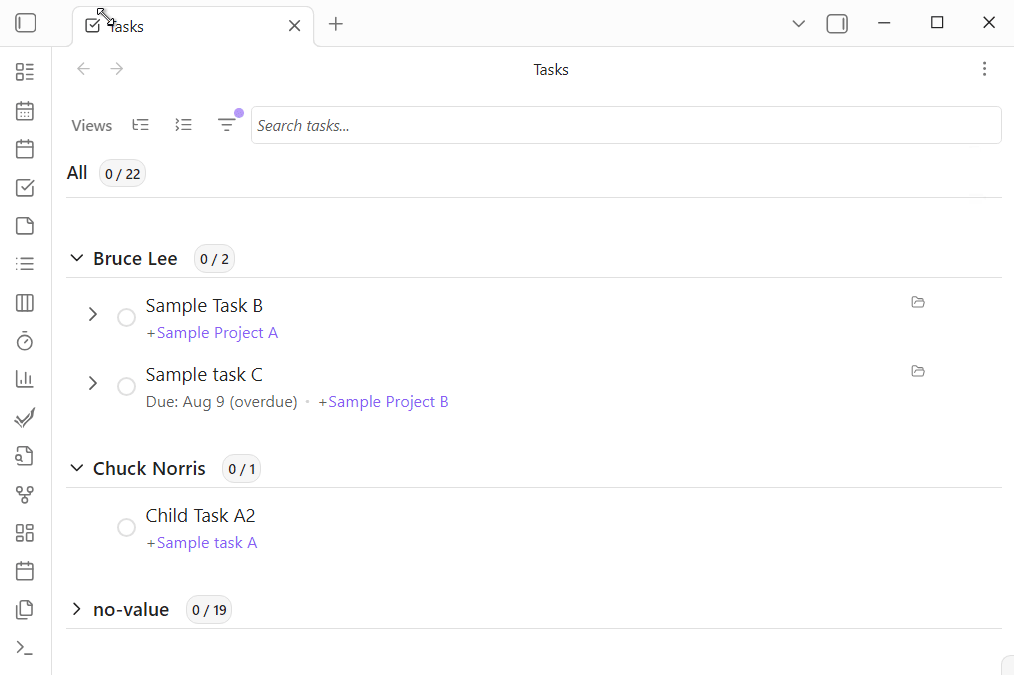 Tasks
Tasks
Views
Search tasks...
All 0 / 22
Bruce Lee 0 / 2
Sample Task B
+Sample Project A
Sample task C
Due: Aug 9 (overdue) • +Sample Project B
Chuck Norris 0 / 1
Child Task A2
+Sample task A
no-value 0 / 19